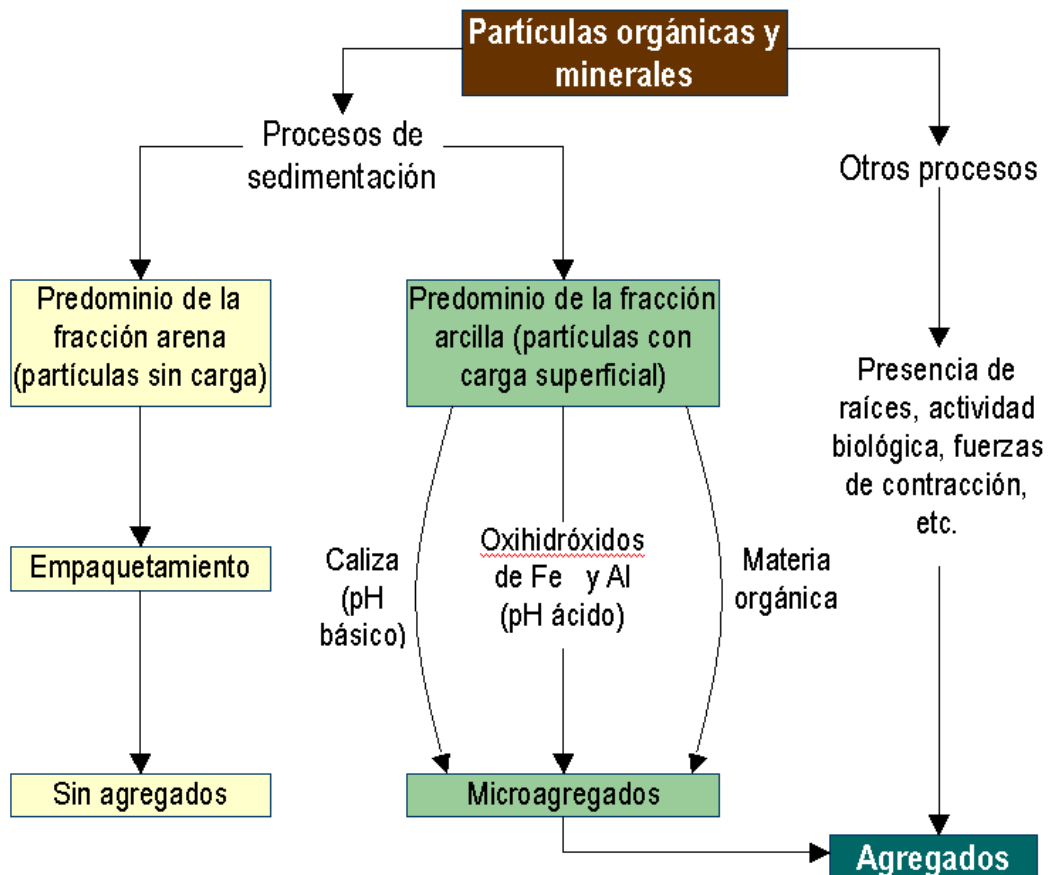 Partículas orgánicas y
minerales
Procesos de
sedimentación
Otros procesos
Predominio de la
fracción arena
(partículas sin carga)
Predominio de la fracción
arcilla (partículas con
carga superficial)
Presencia de
raíces, actividad
biológica, fuerzas
de contracción,
etc.
Empaquetamiento
Caliza
(pH
básico)
Oxihidróxidos
de Fe y Al
(pH ácido)
Materia
orgánica
Sin agregados
Microagregados
Agregados